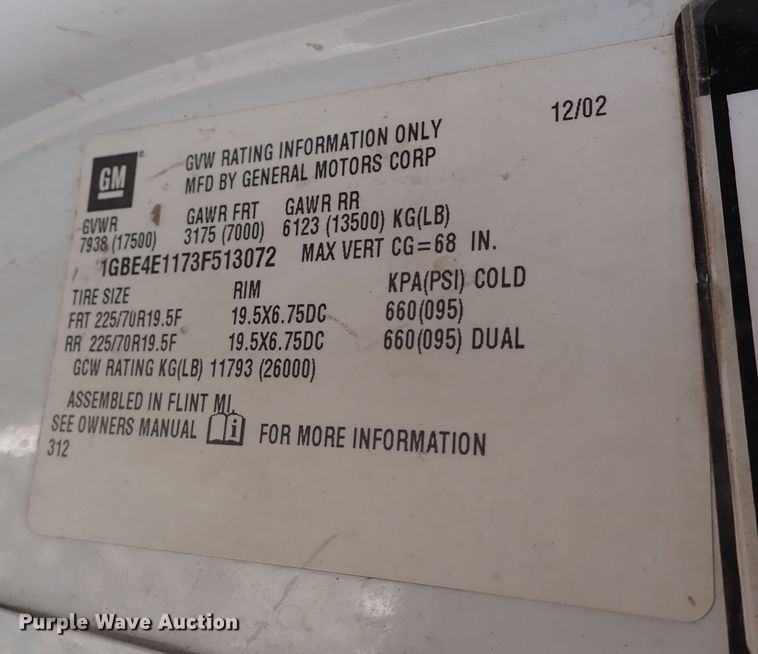 12/02
GM
GVW RATING INFORMATION ONLY
MFD BY GENERAL MOTORS CORP
GVWR GAWR FRT GAWR RR
7938 (17500) 3175 (7000) 6123 (13500) KG(LB)
1GBE4E1173F513072 MAX VERT CG=68 IN.
TIRE SIZE RIM KPA(PSI) COLD
FRT 225/70R19.5F 19.5X6.75DC 660(095)
RR 225/70R19.5F 19.5X6.75DC 660(095) DUAL
GCW RATING KG(LB) 11793 (26000)
ASSEMBLED IN FLINT MI,
SEE OWNERS MANUAL i FOR MORE INFORMATION
312
Purple Wave Auction